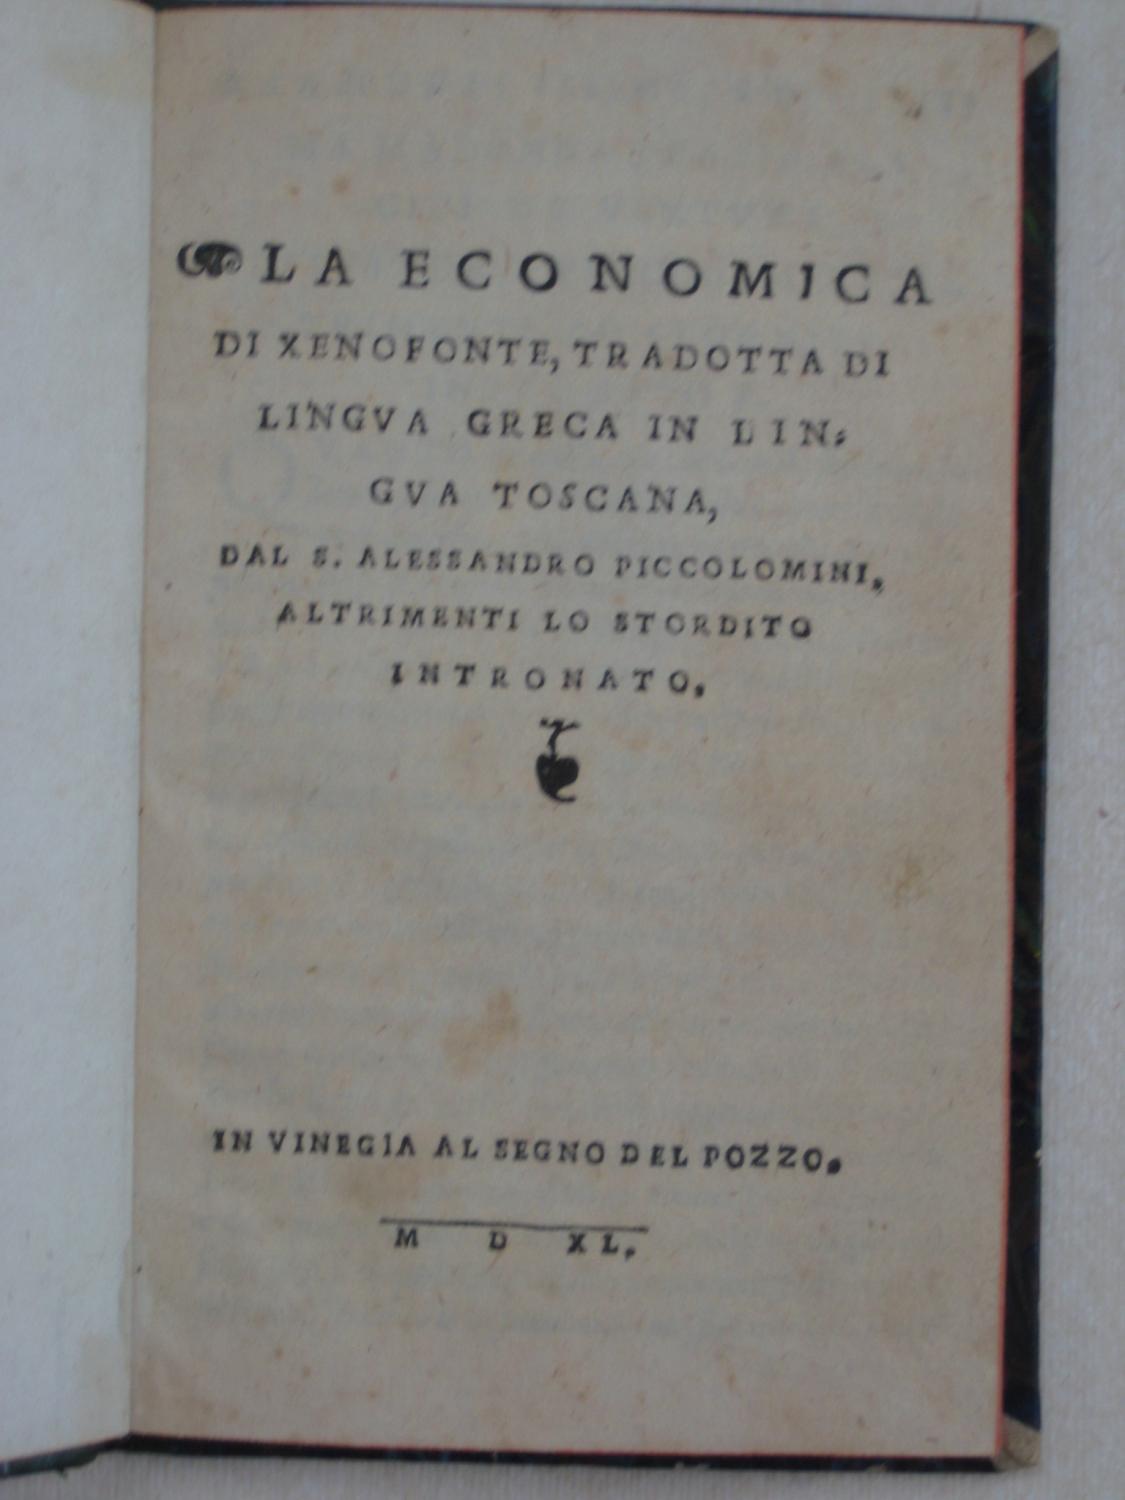 LA ECONOMICA
DI XENOFONTE, TRADOTTA DI
LINGVA GRECA IN LIN-
GVA TOSCANA,
DAL S. ALESSANDRO PICCOLOMINI,
ALTRIMENTI LO STORDITO
INTRONATO.
IN VINEGIA AL SEGNO DEL POZZO.
M D XL.